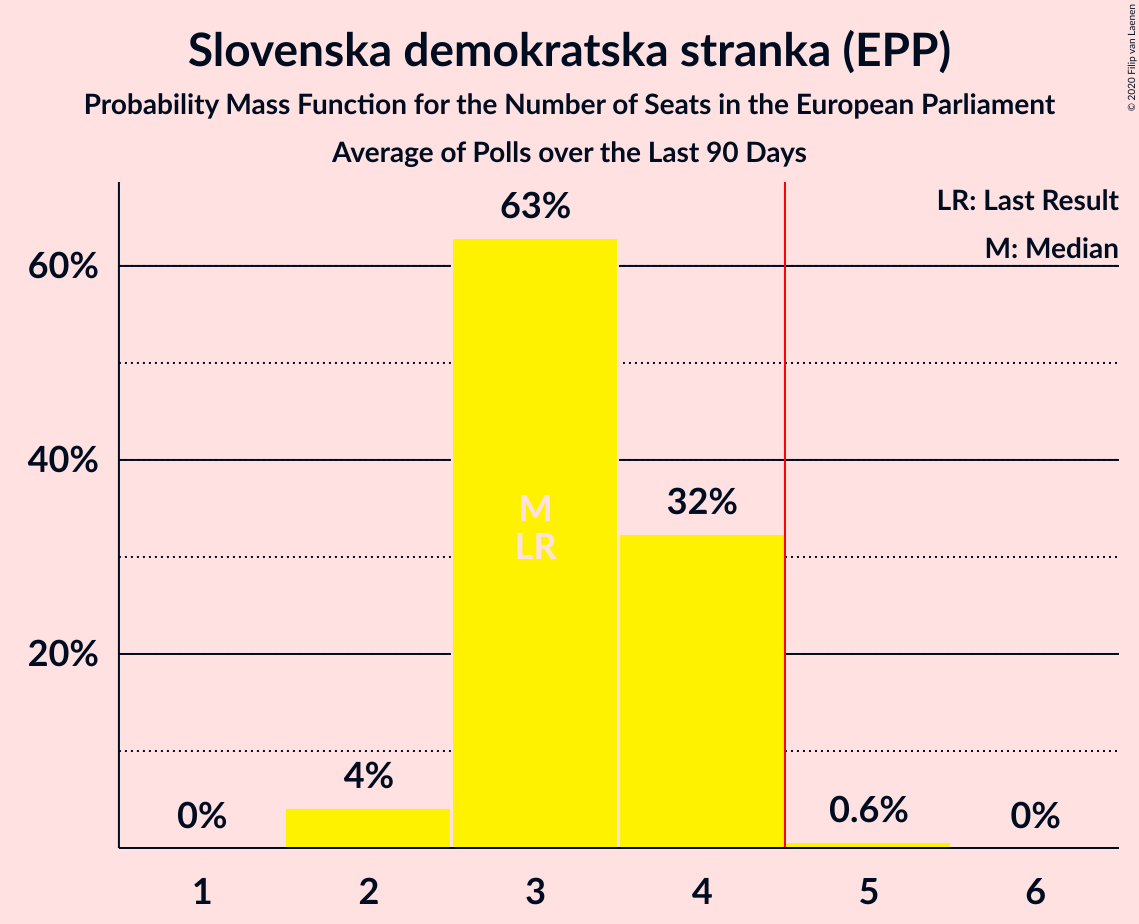 Slovenska demokratska stranka (EPP)
Probability Mass Function for the Number of Seats in the European Parliament
Average of Polls over the Last 90 Days
© 2020 Filip van Laenen
LR: Last Result
M: Median
63%
60%
40%
32%
M
LR
20%
4%
0%
0.6%
0%
1 2 3 4 5 6